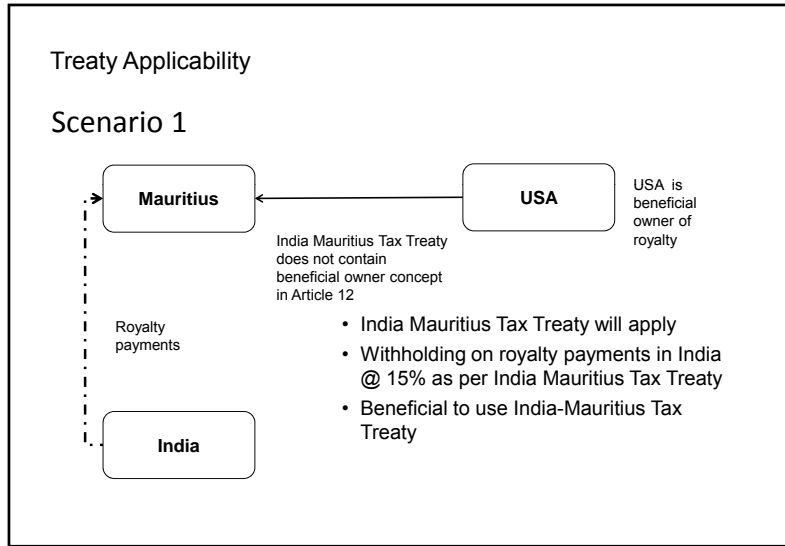 Treaty Applicability
Scenario 1
Mauritius
USA
USA is
beneficial
owner of
royalty
India Mauritius Tax Treaty
does not contain
beneficial owner concept
in Article 12
Royalty
payments
• India Mauritius Tax Treaty will apply
• Withholding on royalty payments in India
@ 15% as per India Mauritius Tax Treaty
• Beneficial to use India-Mauritius Tax
Treaty
India